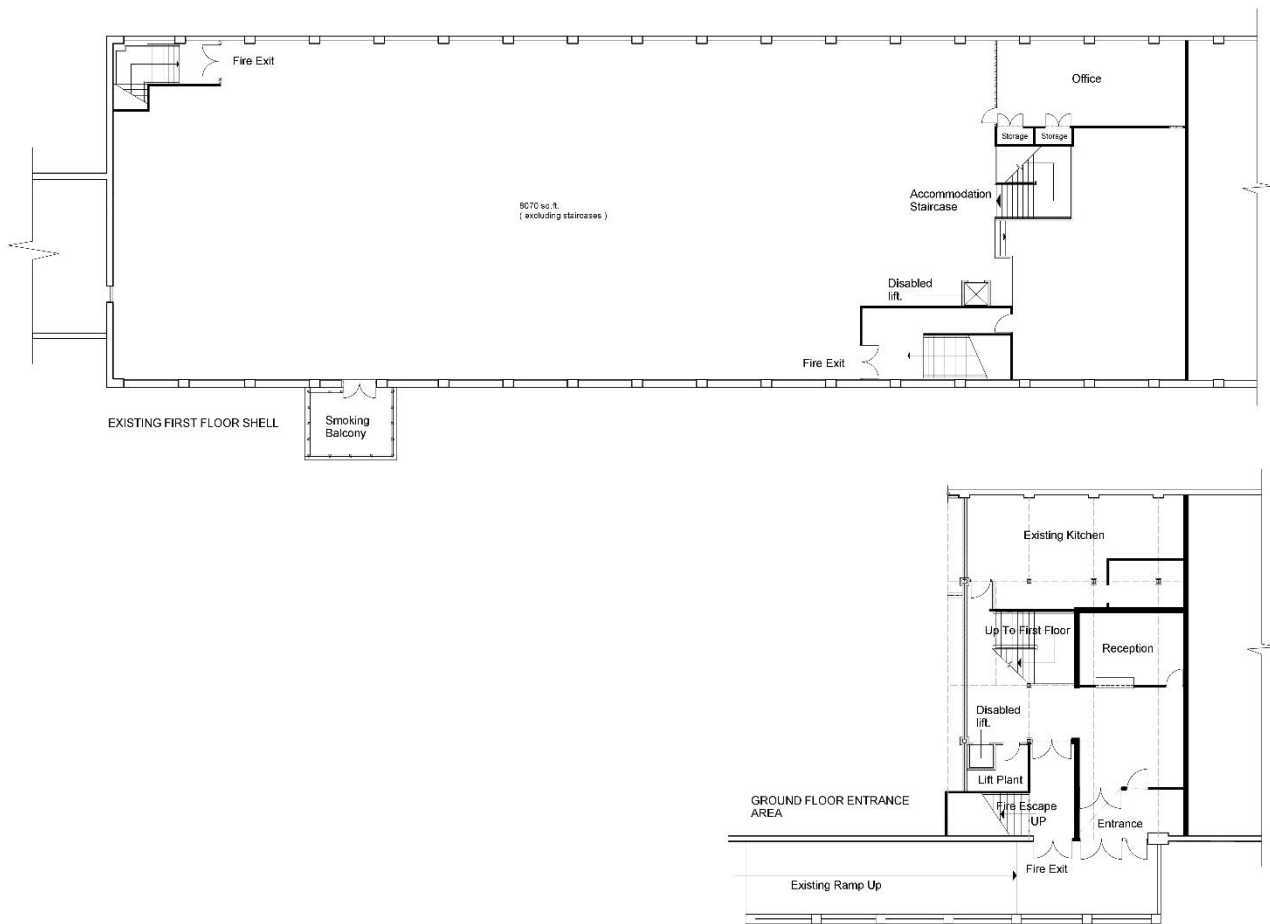 Fire Exit
Office
Storage
Storage
Accommodation
Staircase
8070 sq.ft.
( excluding staircases )
Disabled
lift.
Fire Exit
EXISTING FIRST FLOOR SHELL
Smoking
Balcony
Existing Kitchen
Up To First Floor
Reception
Disabled
lift.
Lift Plant
GROUND FLOOR ENTRANCE
AREA
Fire Escape
UP
Entrance
Fire Exit
Existing Ramp Up